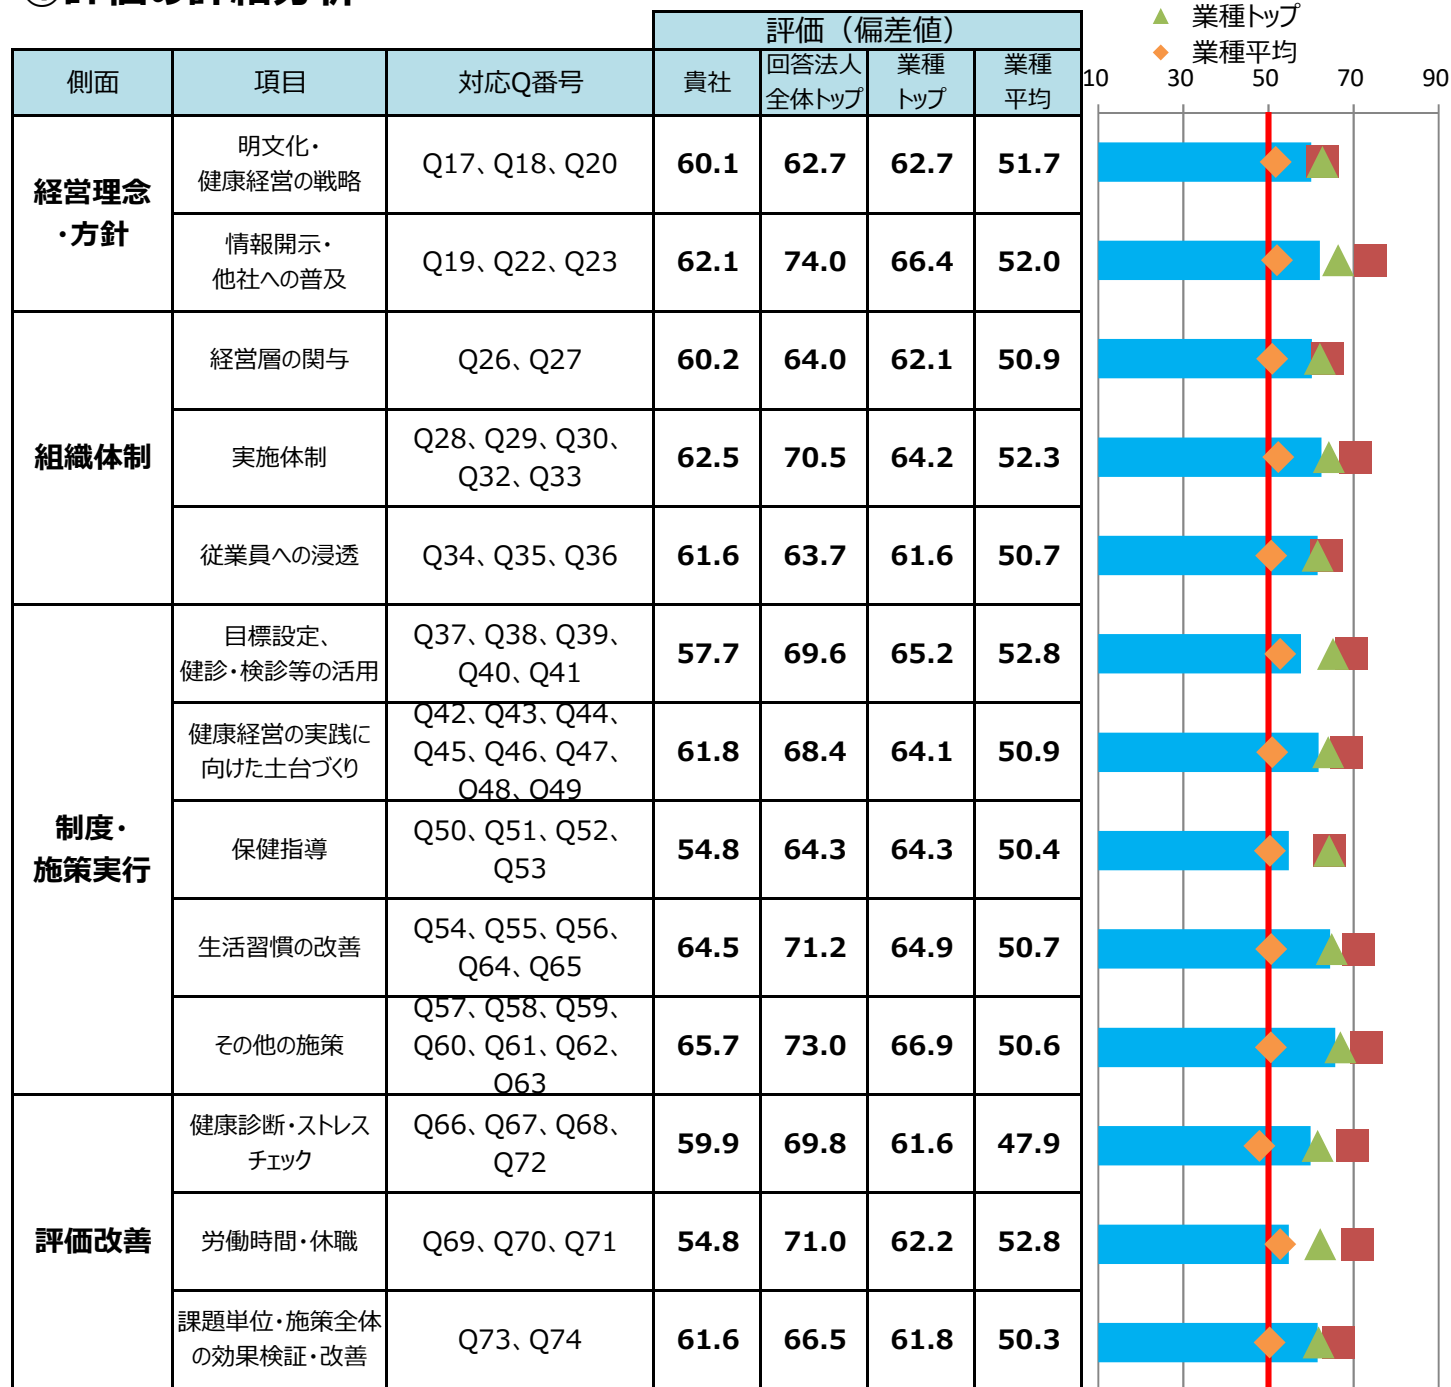 評価の詳細分析
▲ 業種トップ
◆ 業種平均
評価（偏差値）
側面 項目 対応Q番号 貴社 回答法人 業種 業種
全体トップ トップ 平均
10 30 50 70 90
経営理念
・方針
明文化・
健康経営の戦略
Q17、Q18、Q20
60.1 62.7 62.7 51.7
情報開示・
他社への普及
Q19、Q22、Q23
62.1 74.0 66.4 52.0
組織体制
経営層の関与
Q26、Q27
60.2 64.0 62.1 50.9
実施体制
Q28、Q29、Q30、
Q32、Q33
62.5 70.5 64.2 52.3
従業員への浸透
Q34、Q35、Q36
61.6 63.7 61.6 50.7
制度・
施策実行
目標設定、
健診・検診等の活用
Q37、Q38、Q39、
Q40、Q41
57.7 69.6 65.2 52.8
健康経営の実践に
向けた土台づくり
Q42、Q43、Q44、
Q45、Q46、Q47、
Q48、Q49
61.8 68.4 64.1 50.9
保健指導
Q50、Q51、Q52、
Q53
54.8 64.3 64.3 50.4
生活習慣の改善
Q54、Q55、Q56、
Q64、Q65
64.5 71.2 64.9 50.7
その他の施策
Q57、Q58、Q59、
Q60、Q61、Q62、
Q63
65.7 73.0 66.9 50.6
評価改善
健康診断・ストレス
チェック
Q66、Q67、Q68、
Q72
59.9 69.8 61.6 47.9
労働時間・休職
Q69、Q70、Q71
54.8 71.0 62.2 52.8
課題単位・施策全体
の効果検証・改善
Q73、Q74
61.6 66.5 61.8 50.3